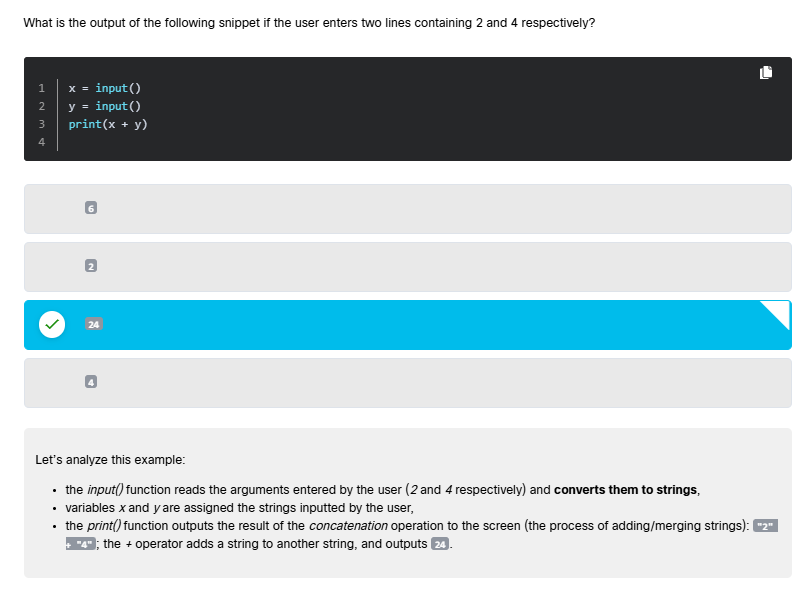 What is the output of the following snippet if the user enters two lines containing 2 and 4 respectively?
1 x = input()
2 y = input()
3 print(x + y)
4
6
2
24
4
Let's analyze this example:
• the input() function reads the arguments entered by the user (2 and 4 respectively) and converts them to strings,
• variables x and y are assigned the strings inputted by the user,
• the print() function outputs the result of the concatenation operation to the screen (the process of adding/merging strings): "2"
+ "4"; the + operator adds a string to another string, and outputs 24.